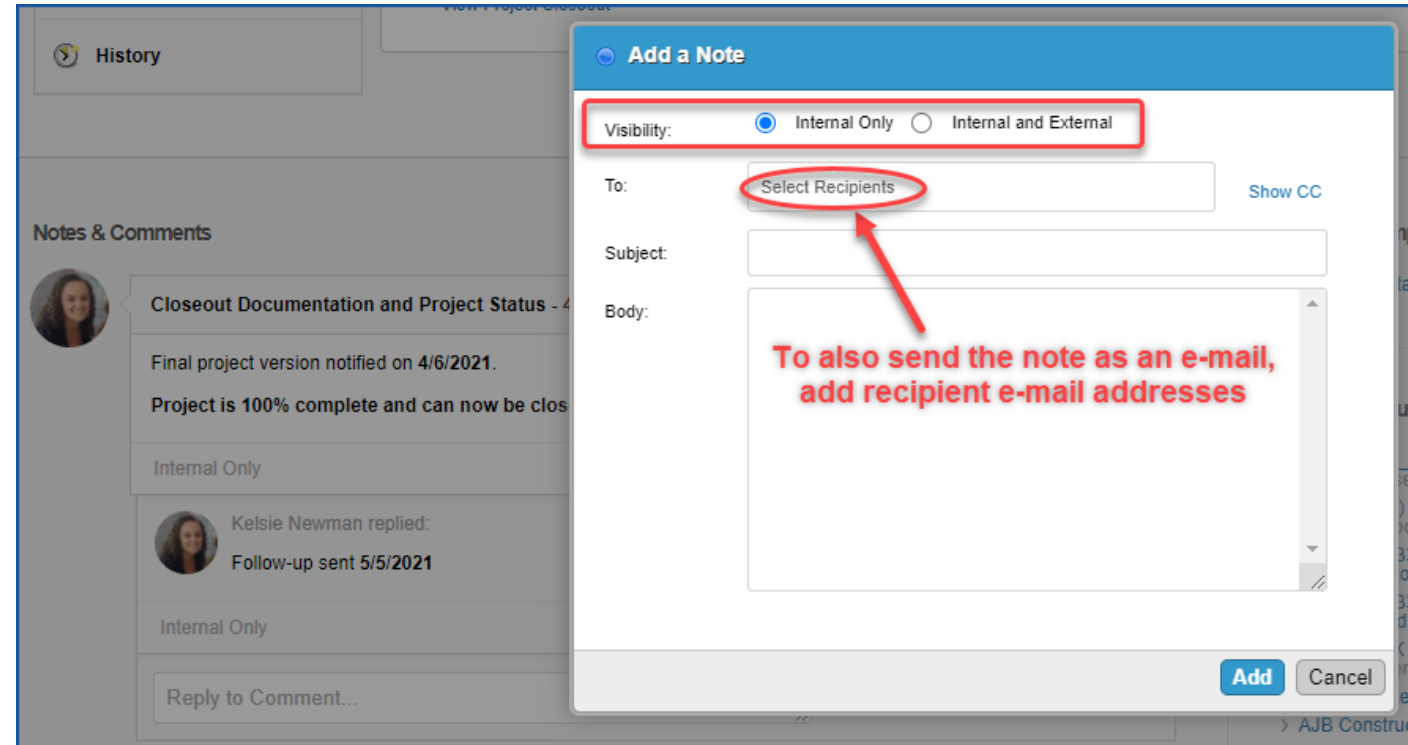 View Project Closeout
History
Add a Note
Visibility:
Internal Only
Internal and External
To:
Select Recipients
Show CC
Subject:
Body:
To also send the note as an e-mail,
add recipient e-mail addresses
Add
Cancel
Notes & Comments
Closeout Documentation and Project Status - 4
Final project version notified on 4/6/2021.
Project is 100% complete and can now be clos
Internal Only
Kelsie Newman replied:
Follow-up sent 5/5/2021
Internal Only
Reply to Comment...
> AJB Constru